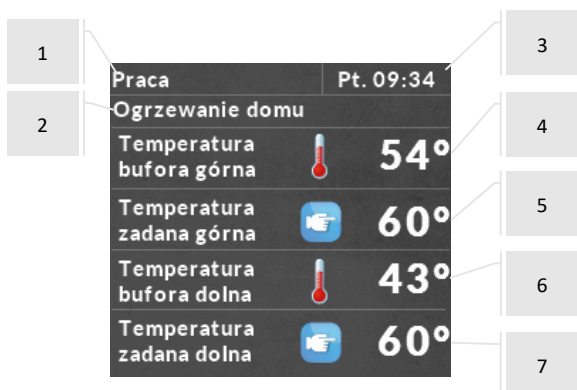 1
2
3
4
5
6
7
Praca Pt. 09:34
Ogrzewanie domu
Temperatura
bufora górna
54°
Temperatura
zadana górna
60°
Temperatura
bufora dolna
43°
Temperatura
zadana dolna
60°